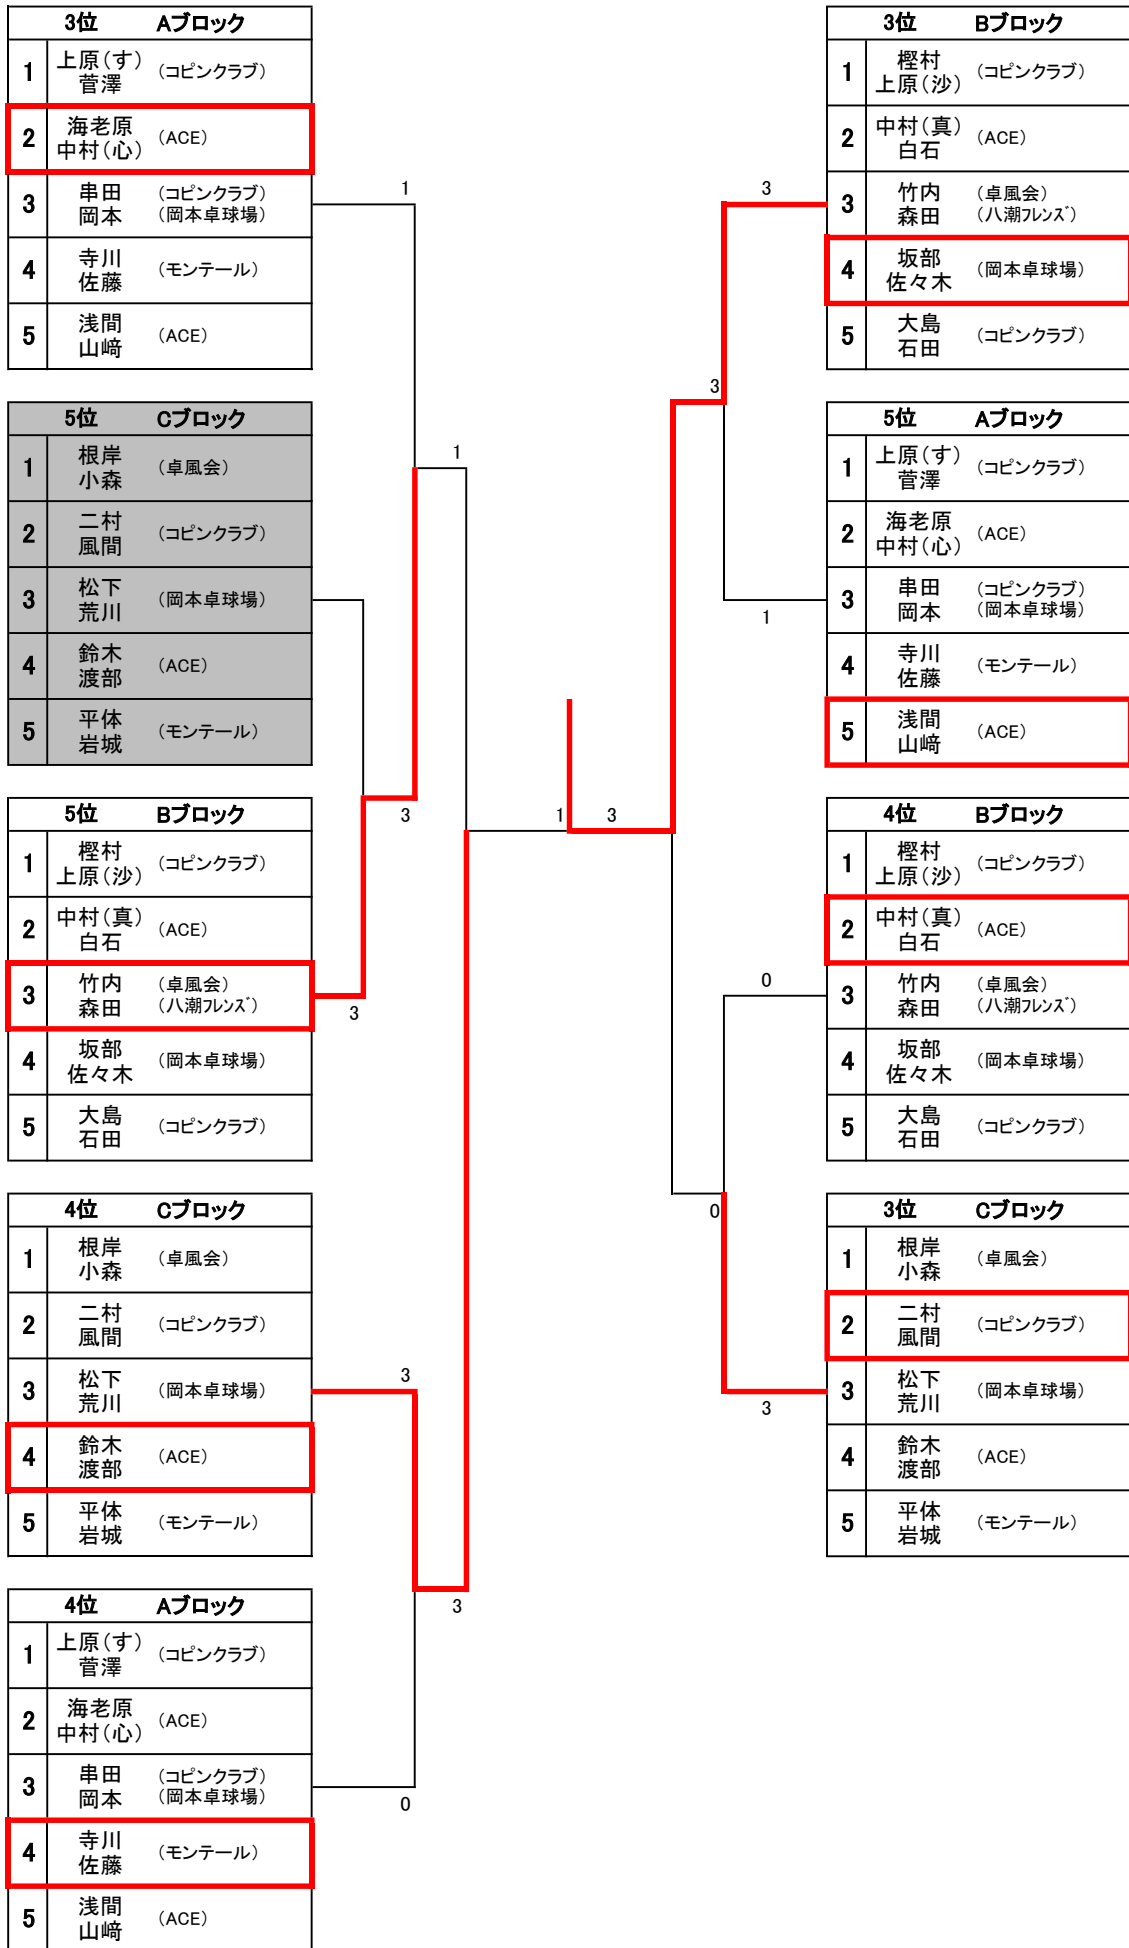 3位 Aブロック
1 上原(す) 菅澤 (コピンクラブ)
2 海老原 中村(心) (ACE)
3 串田 岡本 (コピンクラブ) (岡本卓球場)
4 寺川 佐藤 (モンテール)
5 浅間 山﨑 (ACE)
1
5位 Cブロック
1 根岸 小森 (卓風会)
2 二村 風間 (コピンクラブ)
3 松下 荒川 (岡本卓球場)
4 鈴木 渡部 (ACE)
5 平体 岩城 (モンテール)
1
3
5位 Bブロック
1 樫村 上原(沙) (コピンクラブ)
2 中村(真) 白石 (ACE)
3 竹内 森田 (卓風会) (八潮フレンズ)
4 坂部 佐々木 (岡本卓球場)
5 大島 石田 (コピンクラブ)
3
4位 Cブロック
1 根岸 小森 (卓風会)
2 二村 風間 (コピンクラブ)
3 松下 荒川 (岡本卓球場)
4 鈴木 渡部 (ACE)
5 平体 岩城 (モンテール)
3
3
4位 Aブロック
1 上原(す) 菅澤 (コピンクラブ)
2 海老原 中村(心) (ACE)
3 串田 岡本 (コピンクラブ) (岡本卓球場)
4 寺川 佐藤 (モンテール)
5 浅間 山﨑 (ACE)
0
1 3
3位 Bブロック
1 樫村 上原(沙) (コピンクラブ)
2 中村(真) 白石 (ACE)
3 竹内 森田 (卓風会) (八潮フレンズ)
4 坂部 佐々木 (岡本卓球場)
5 大島 石田 (コピンクラブ)
3
3
5位 Aブロック
1 上原(す) 菅澤 (コピンクラブ)
2 海老原 中村(心) (ACE)
3 串田 岡本 (コピンクラブ) (岡本卓球場)
4 寺川 佐藤 (モンテール)
5 浅間 山﨑 (ACE)
1
4位 Bブロック
1 樫村 上原(沙) (コピンクラブ)
2 中村(真) 白石 (ACE)
3 竹内 森田 (卓風会) (八潮フレンズ)
4 坂部 佐々木 (岡本卓球場)
5 大島 石田 (コピンクラブ)
0
0
3位 Cブロック
1 根岸 小森 (卓風会)
2 二村 風間 (コピンクラブ)
3 松下 荒川 (岡本卓球場)
4 鈴木 渡部 (ACE)
5 平体 岩城 (モンテール)
3